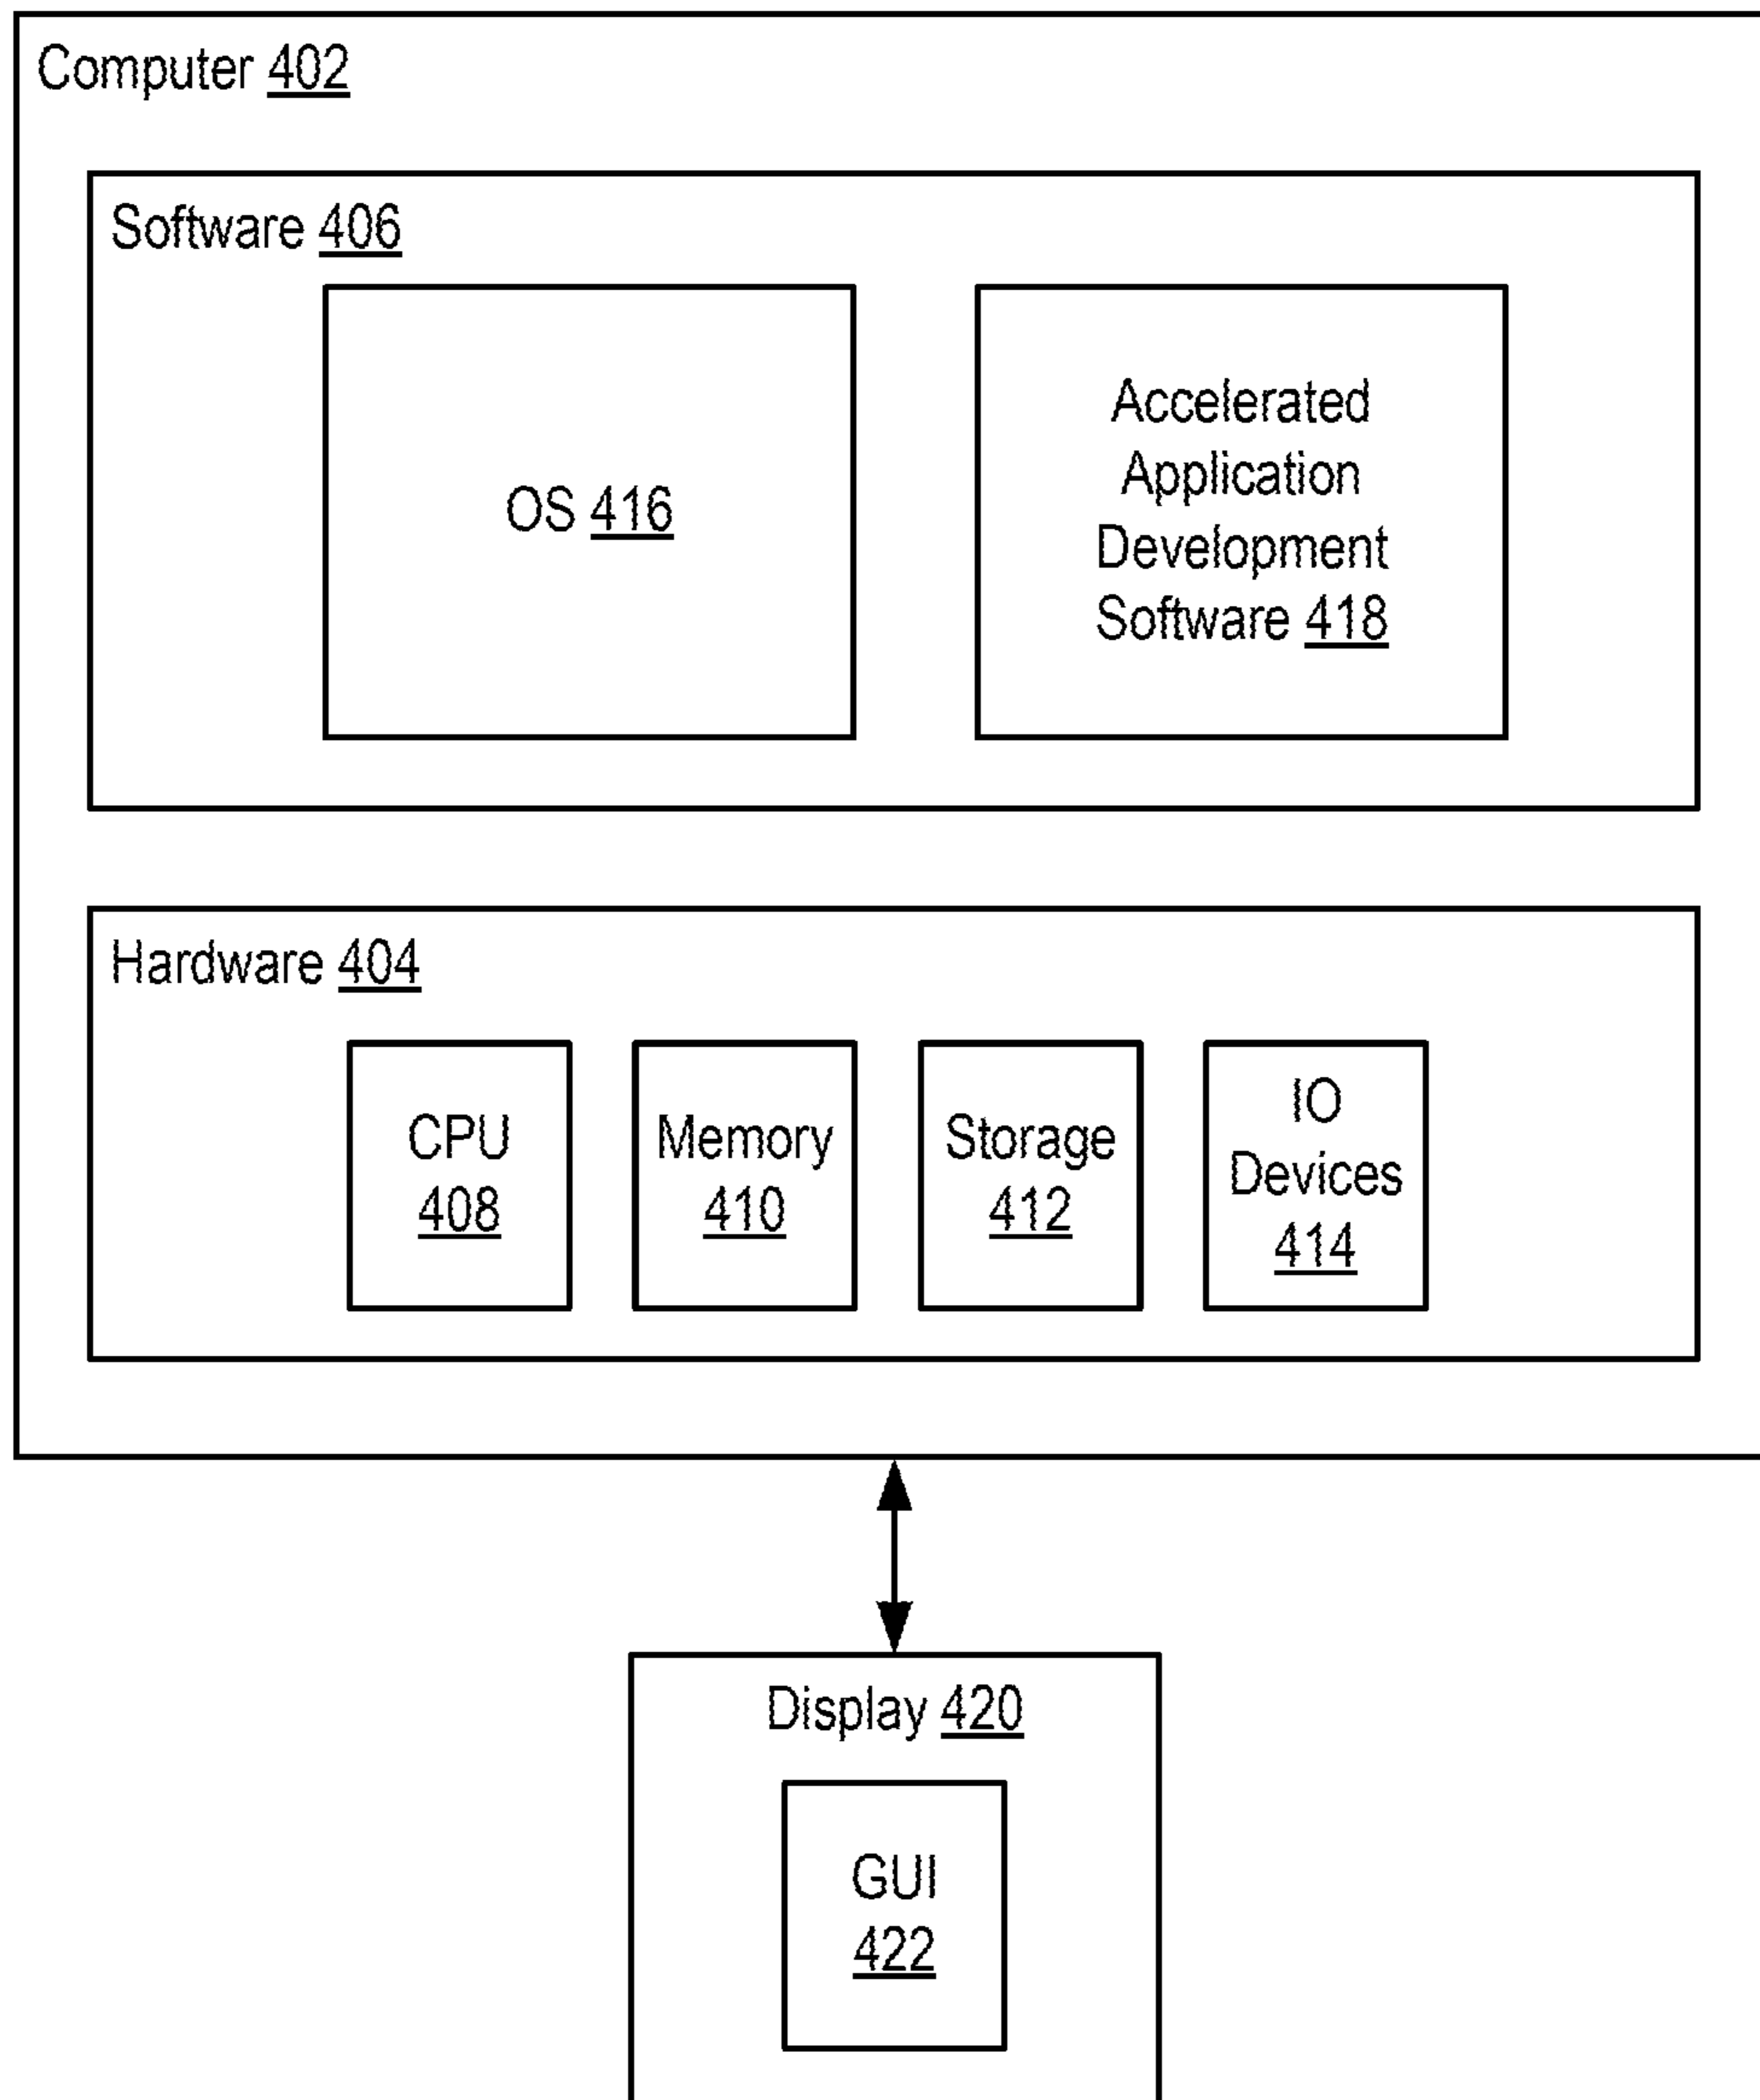 Computer 402
Software 406
OS 416
Accelerated
Application
Development
Software 418
Hardware 404
CPU
408
Memory
410
Storage
412
IO
Devices
414
Display 420
GUI
422